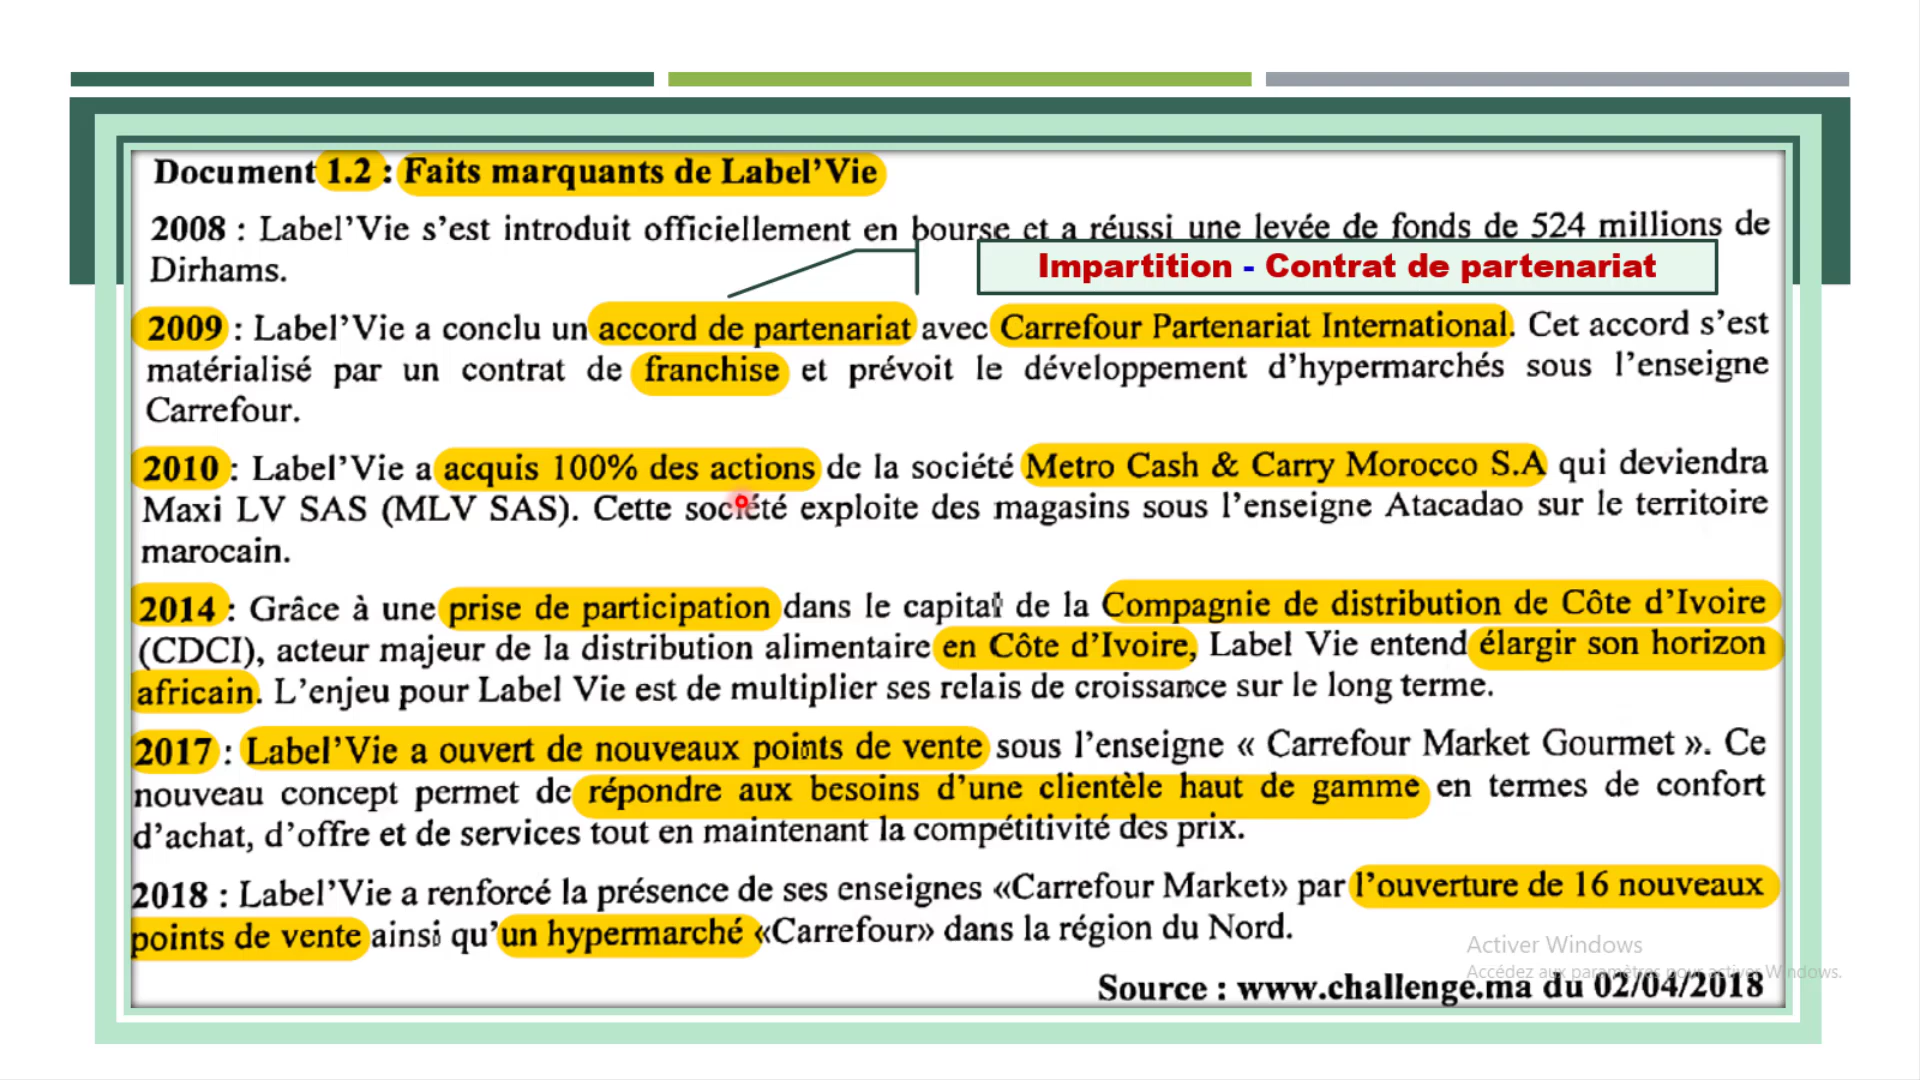 Document 1.2 : Faits marquants de Label’Vie
2008 : Label’Vie s’est introduit officiellement en bourse et a réussi une levée de fonds de 524 millions de
Dirhams.
Impartition - Contrat de partenariat
2009 : Label’Vie a conclu un accord de partenariat avec Carrefour Partenariat International. Cet accord s’est
matérialisé par un contrat de franchise et prévoit le développement d’hypermarchés sous l’enseigne
Carrefour.
2010 : Label’Vie a acquis 100% des actions de la société Metro Cash & Carry Morocco S.A qui deviendra
Maxi LV SAS (MLV SAS). Cette société exploite des magasins sous l’enseigne Atacadao sur le territoire
marocain.
2014 : Grâce à une prise de participation dans le capital de la Compagnie de distribution de Côte d’Ivoire
(CDCI), acteur majeur de la distribution alimentaire en Côte d’Ivoire, Label Vie entend élargir son horizon
africain. L’enjeu pour Label Vie est de multiplier ses relais de croissance sur le long terme.
2017 : Label’Vie a ouvert de nouveaux points de vente sous l’enseigne « Carrefour Market Gourmet ». Ce
nouveau concept permet de répondre aux besoins d’une clientèle haut de gamme en termes de confort
d’achat, d’offre et de services tout en maintenant la compétitivité des prix.
2018 : Label’Vie a renforcé la présence de ses enseignes «Carrefour Market» par l’ouverture de 16 nouveaux
points de vente ainsi qu’un hypermarché «Carrefour» dans la région du Nord.
Activer Windows
Accédez aux paramètres pour activer Windows.
Source : www.challenge.ma du 02/04/2018